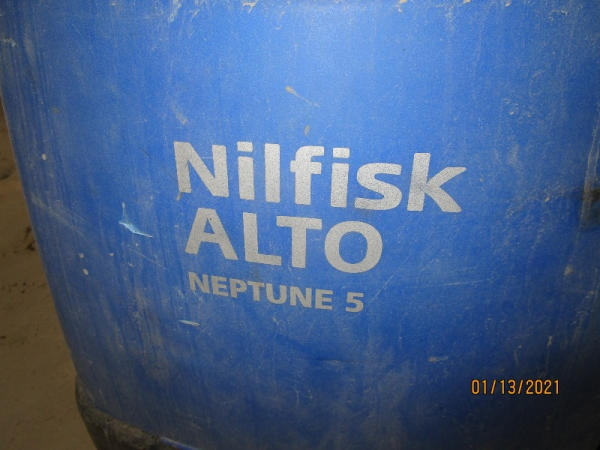 Nilfisk
ALTO
NEPTUNE 5
01/13/2021